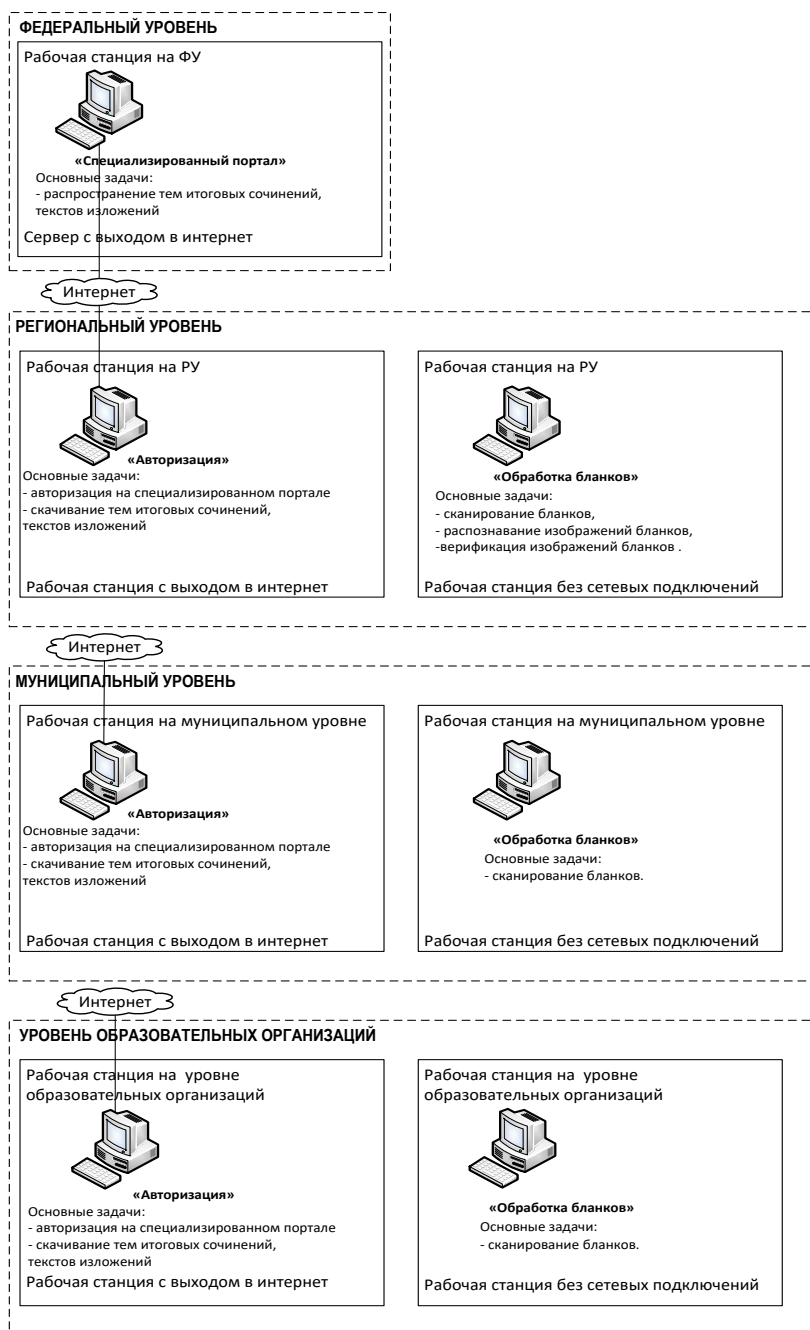 ФЕДЕРАЛЬНЫЙ УРОВЕНЬ
Рабочая станция на ФУ
«Специализированный портал»
Основные задачи:
- распространение тем итоговых сочинений,
текстов изложений
Сервер с выходом в интернет
Интернет
РЕГИОНАЛЬНЫЙ УРОВЕНЬ
Рабочая станция на РУ
«Авторизация»
Основные задачи:
- авторизация на специализированном портале
- скачивание тем итоговых сочинений,
текстов изложений
Рабочая станция с выходом в интернет
Рабочая станция на РУ
«Обработка бланков»
Основные задачи:
- сканирование бланков,
- распознавание изображений бланков,
-верификация изображений бланков .
Рабочая станция без сетевых подключений
Интернет
МУНИЦИПАЛЬНЫЙ УРОВЕНЬ
Рабочая станция на муниципальном уровне
«Авторизация»
Основные задачи:
- авторизация на специализированном портале
- скачивание тем итоговых сочинений,
текстов изложений
Рабочая станция с выходом в интернет
Рабочая станция на муниципальном уровне
«Обработка бланков»
Основные задачи:
- сканирование бланков.
Рабочая станция без сетевых подключений
Интернет
УРОВЕНЬ ОБРАЗОВАТЕЛЬНЫХ ОРГАНИЗАЦИЙ
Рабочая станция на уровне
образовательных организаций
«Авторизация»
Основные задачи:
- авторизация на специализированном портале
- скачивание тем итоговых сочинений,
текстов изложений
Рабочая станция с выходом в интернет
Рабочая станция на уровне
образовательных организаций
«Обработка бланков»
Основные задачи:
- сканирование бланков.
Рабочая станция без сетевых подключений